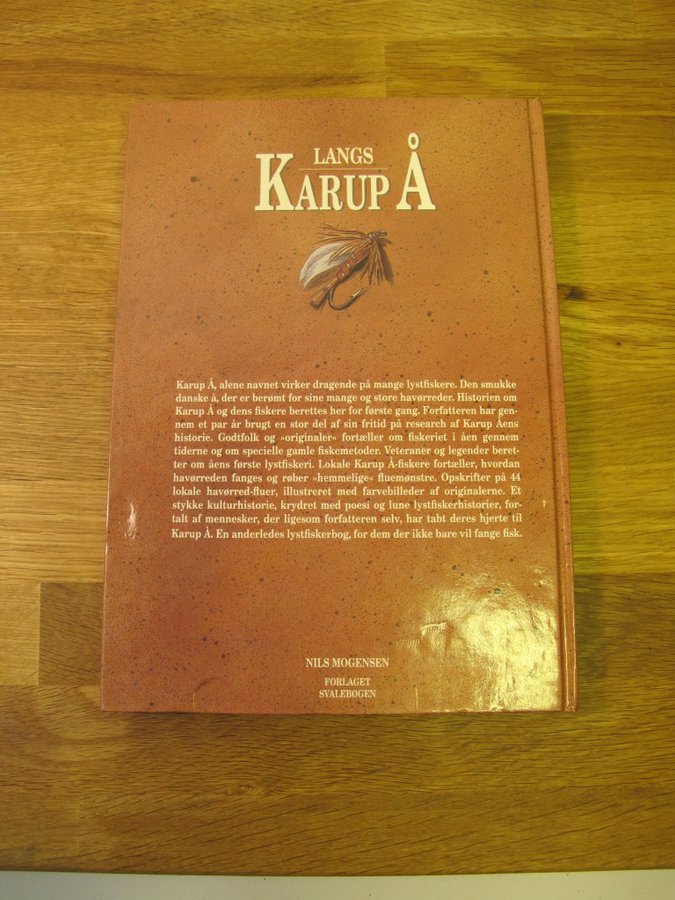 LANGS
KARUP Å
Karup Å, alene navnet virker dragende på mange lystfiskere. Den smukke
danske å, der er berømt for sine mange og store havørreder. Historien om
Karup Å og dens fiskere berettes her for første gang. Forfatteren har gen-
nem et par år brugt en stor del af sin fritid på research af Karup Åens
historie. Godtfolk og »originaler« fortæller om fiskeriet i åen gennem
tiderne og om specielle gamle fiskemetoder. Veteraner og legender beret-
ter om åens første lystfiskeri. Lokale Karup Å-fiskere fortæller, hvordan
havørreden fanges og røber »hemmelige« fluemønstre. Opskrifter på 44
lokale havørred-fluer, illustreret med farvebilleder af originalerne. Et
stykke kulturhistorie, krydret med poesi og lune lystfiskerhistorier, for-
talt af mennesker, der ligesom forfatteren selv, har tabt deres hjerte til
Karup Å. En anderledes lystfiskerbog, for dem der ikke bare vil fange fisk.
NILS MOGENSEN
FORLAGET
SVALEBØGEN